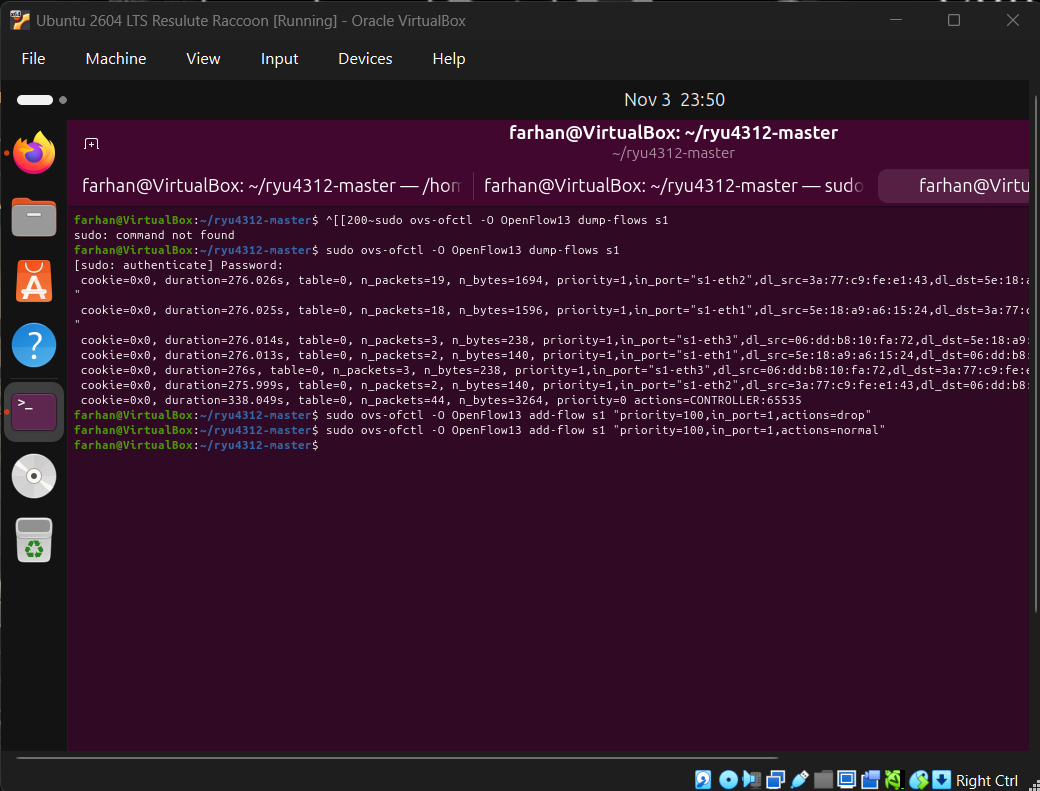 Ubuntu 2604 LTS Resulute Raccoon [Running] - Oracle VirtualBox
File Machine View Input Devices Help
Nov 3 23:50
farhan@VirtualBox: ~/ryu4312-master
~/ryu4312-master
farhan@VirtualBox: ~/ryu4312-master — /hom
farhan@VirtualBox: ~/ryu4312-master — sudo
farhan@Virtu
farhan@VirtualBox:~/ryu4312-master$ ^[[200~sudo ovs-ofctl -O OpenFlow13 dump-flows s1
sudo: command not found
farhan@VirtualBox:~/ryu4312-master$ sudo ovs-ofctl -O OpenFlow13 dump-flows s1
[sudo: authenticate] Password:
cookie=0x0, duration=276.026s, table=0, n_packets=19, n_bytes=1694, priority=1,in_port="s1-eth2",dl_src=3a:77:c9:fe:e1:43,dl_dst=5e:18:a
"
cookie=0x0, duration=276.025s, table=0, n_packets=18, n_bytes=1596, priority=1,in_port="s1-eth1",dl_src=5e:18:a9:a6:15:24,dl_dst=3a:77:c
"
cookie=0x0, duration=276.014s, table=0, n_packets=3, n_bytes=238, priority=1,in_port="s1-eth3",dl_src=06:dd:b8:10:fa:72,dl_dst=5e:18:a9:
cookie=0x0, duration=276.013s, table=0, n_packets=2, n_bytes=140, priority=1,in_port="s1-eth1",dl_src=5e:18:a9:a6:15:24,dl_dst=06:dd:b8:
cookie=0x0, duration=276s, table=0, n_packets=3, n_bytes=238, priority=1,in_port="s1-eth3",dl_src=06:dd:b8:10:fa:72,dl_dst=3a:77:c9:fe:e
cookie=0x0, duration=275.999s, table=0, n_packets=2, n_bytes=140, priority=1,in_port="s1-eth2",dl_src=3a:77:c9:fe:e1:43,dl_dst=06:dd:b8:
cookie=0x0, duration=338.049s, table=0, n_packets=44, n_bytes=3264, priority=0 actions=CONTROLLER:65535
farhan@VirtualBox:~/ryu4312-master$ sudo ovs-ofctl -O OpenFlow13 add-flow s1 "priority=100,in_port=1,actions=drop"
farhan@VirtualBox:~/ryu4312-master$ sudo ovs-ofctl -O OpenFlow13 add-flow s1 "priority=100,in_port=1,actions=normal"
farhan@VirtualBox:~/ryu4312-master$
Right Ctrl